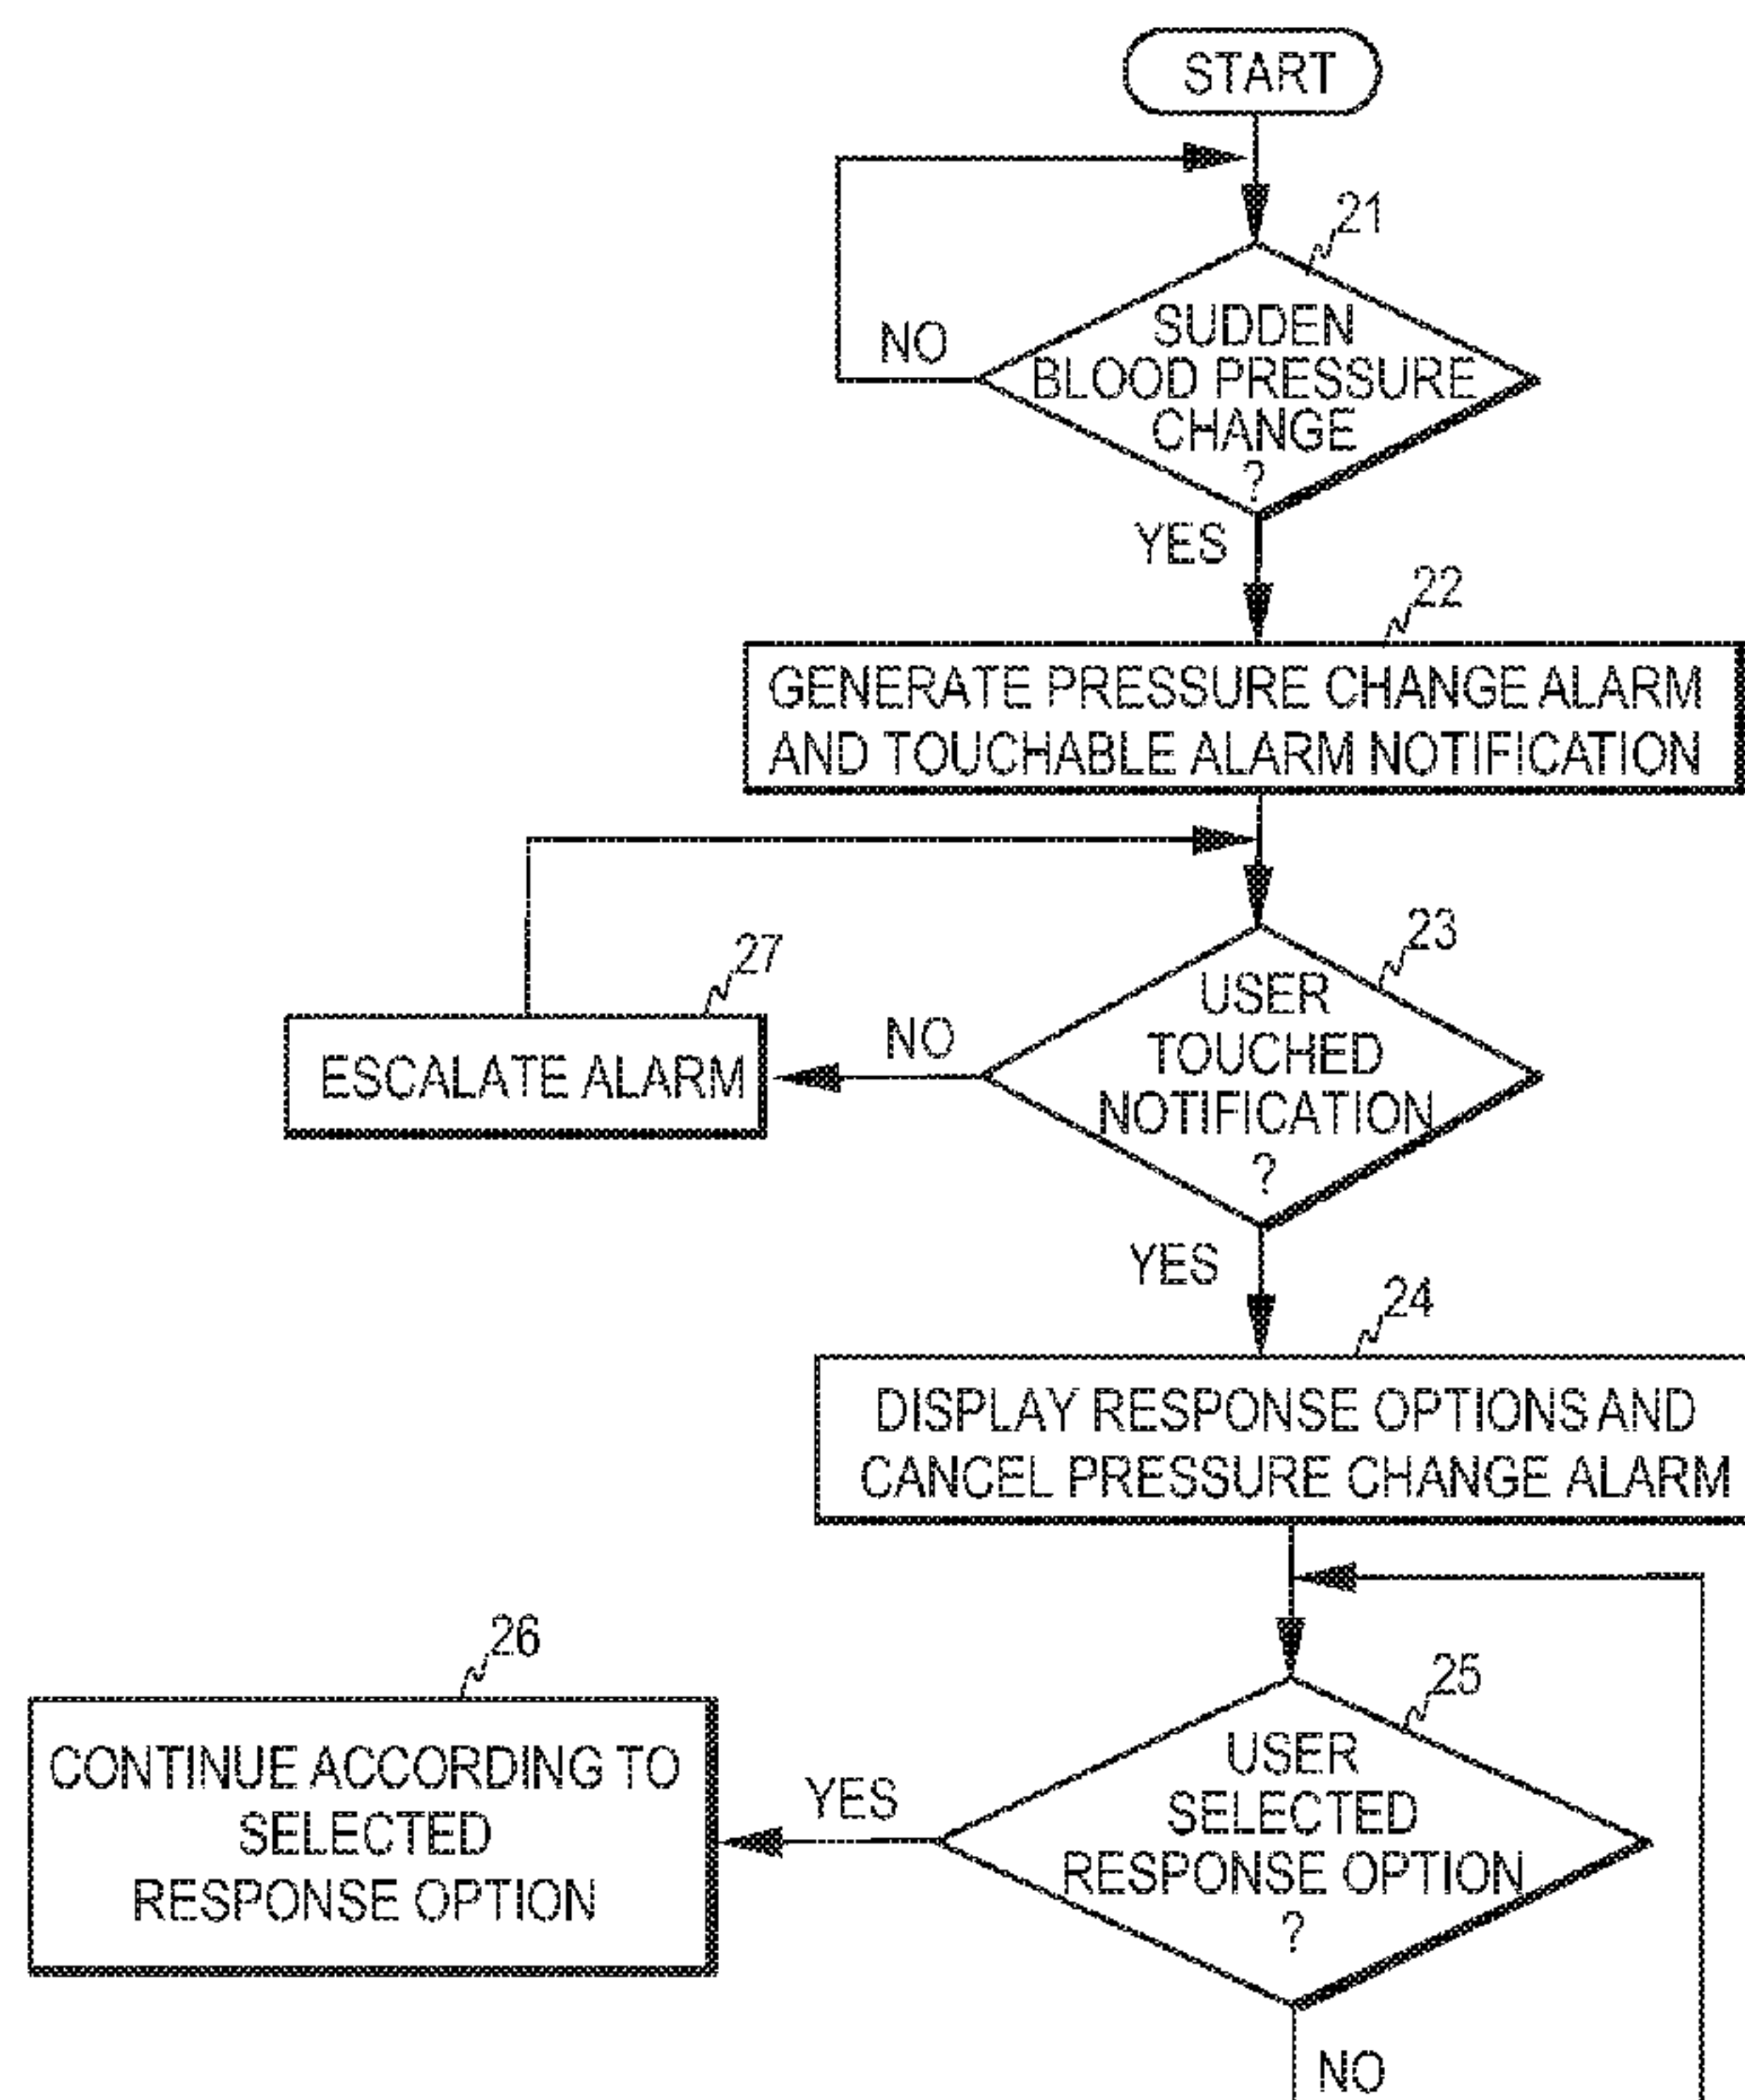 START
21
SUDDEN
BLOOD PRESSURE
CHANGE
?
NO
YES
22
GENERATE PRESSURE CHANGE ALARM
AND TOUCHABLE ALARM NOTIFICATION
23
USER
TOUCHED
NOTIFICATION
?
NO
27
ESCALATE ALARM
YES
24
DISPLAY RESPONSE OPTIONS AND
CANCEL PRESSURE CHANGE ALARM
25
USER
SELECTED
RESPONSE OPTION
?
YES
26
CONTINUE ACCORDING TO
SELECTED
RESPONSE OPTION
NO